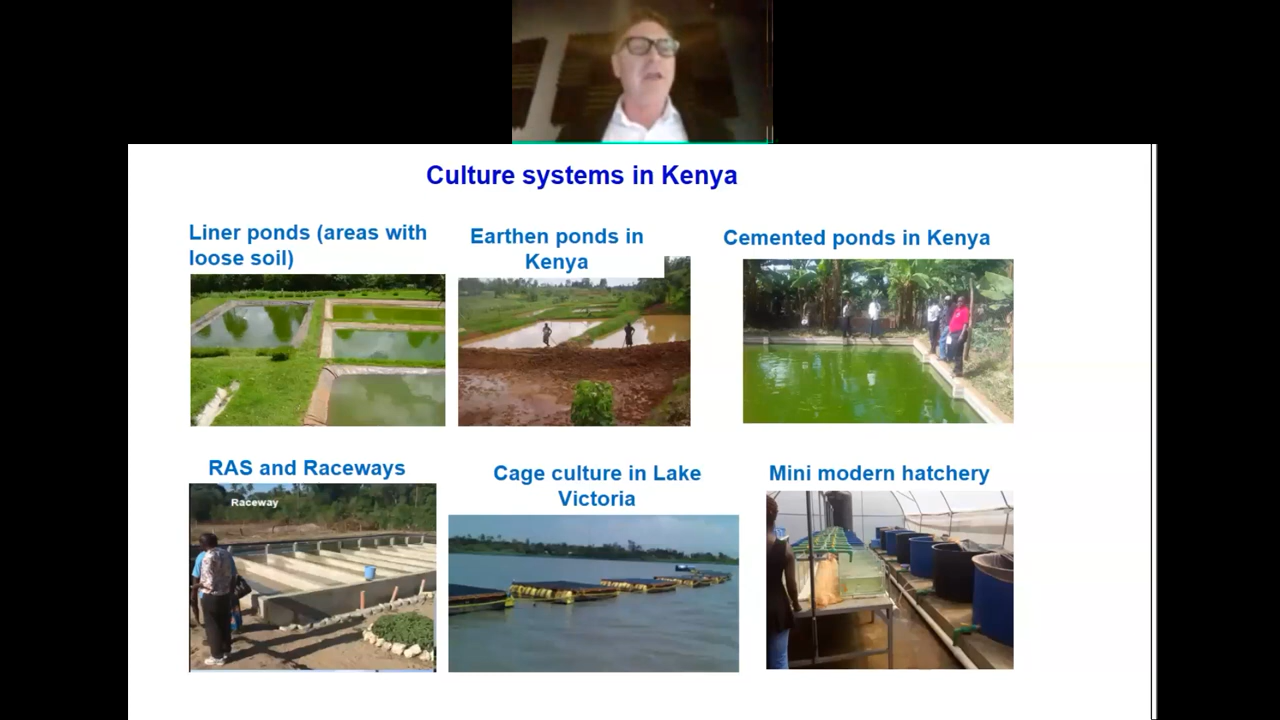 Culture systems in Kenya
Liner ponds (areas with
loose soil)
Earthen ponds in
Kenya
Cemented ponds in Kenya
RAS and Raceways
Raceway
Cage culture in Lake
Victoria
Mini modern hatchery